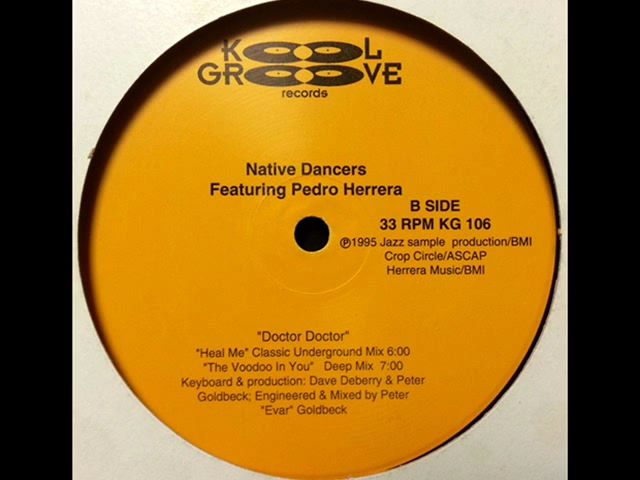 KOOL
GROOVE
records
Native Dancers
Featuring Pedro Herrera
B SIDE
33 RPM KG 106
℗1995 Jazz sample production/BMI
Crop Circle/ASCAP
Herrera Music/BMI
"Doctor Doctor"
"Heal Me" Classic Underground Mix 6:00
"The Voodoo In You" Deep Mix 7:00
Keyboard & production: Dave Deberry & Peter
Goldbeck; Engineered & Mixed by Peter
"Evar" Goldbeck